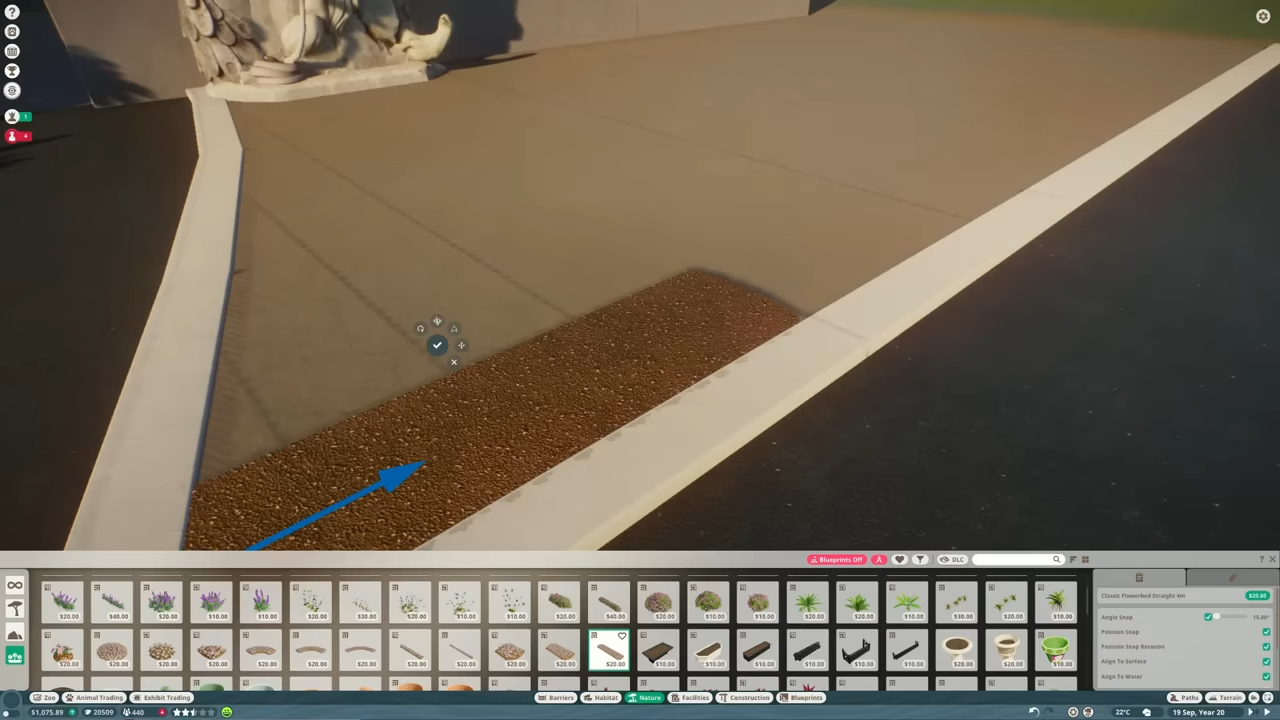 ?
1
4
Blueprints Off
DLC
?
$20.00 $40.00 $20.00 $10.00 $10.00 $20.00 $30.00 $20.00 $10.00 $10.00 $20.00 $40.00 $20.00 $20.00 $10.00 $10.00 $20.00 $10.00 $30.00 $20.00 $10.00
$20.00 $20.00 $20.00 $20.00 $20.00 $20.00 $20.00 $20.00 $20.00 $20.00 $20.00 $20.00 $10.00 $10.00 $10.00 $10.00 $10.00 $10.00 $20.00 $20.00 $10.00
Classic Flowerbed Straight 4m $20.00
Angle Snap 15.00°
Position Snap
Position Snap Rotation
Align To Surface
Align To Water
Zoo Animal Trading Exhibit Trading Barriers Habitat Nature Facilities Construction Blueprints Paths Terrain
$1,075.89 20509 440 22°C 19 Sep, Year 20